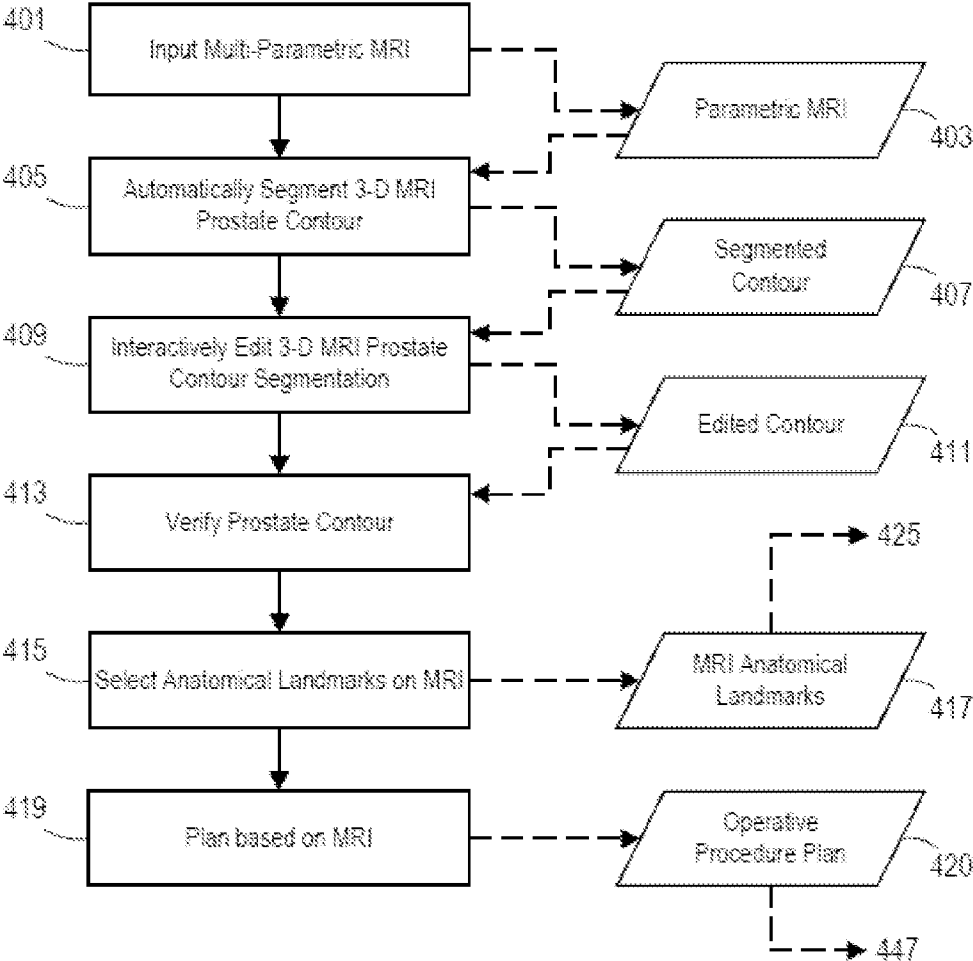 401
Input Multi-Parametric MRI
Parametric MRI
403
405
Automatically Segment 3-D MRI
Prostate Contour
Segmented
Contour
407
409
Interactively Edit 3-D MRI Prostate
Contour Segmentation
Edited Contour
411
413
Verify Prostate Contour
425
415
Select Anatomical Landmarks on MRI
MRI Anatomical
Landmarks
417
419
Plan based on MRI
Operative
Procedure Plan
420
447